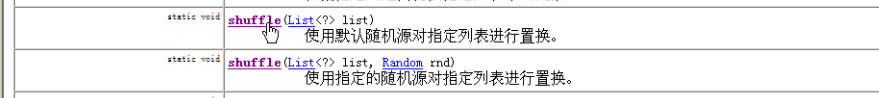 static void shuffle(List<?> list)
使用默认随机源对指定列表进行置换。
static void shuffle(List<?> list, Random rnd)
使用指定的随机源对指定列表进行置换。